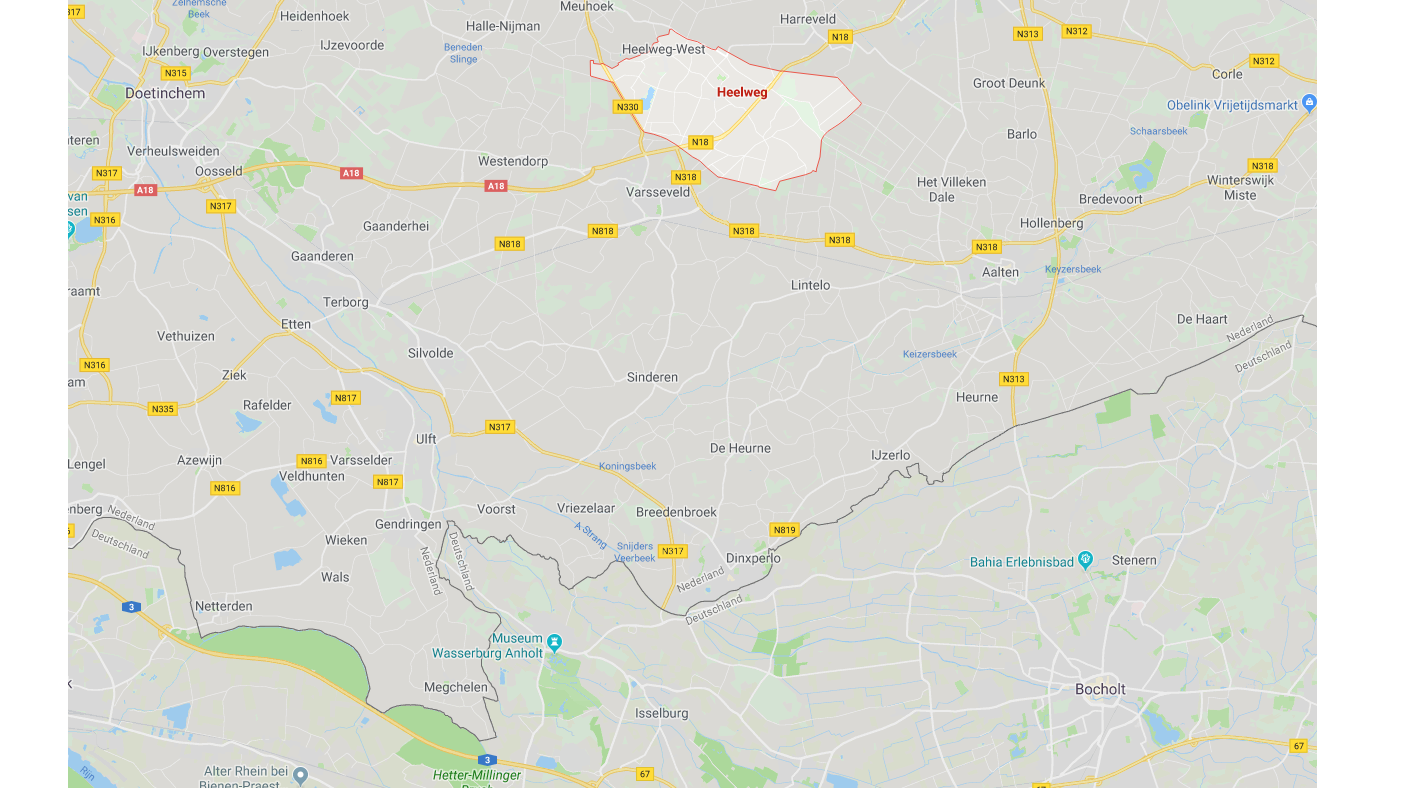 Zelhemsche
Beek
Meuhoek
Heidenhoek
Halle-Nijman
Harreveld
N18
N313
N312
IJzevoorde
Beneden
Slinge
Heelweg-West
IJkenberg Overstegen
N315
Doetinchem
N312
Corle
Groot Deunk
Heelweg
N330
Obelink Vrijetijdsmarkt
Schaarsbeek
Barlo
N18
Verheulsweiden
Westendorp
Oosseld
N317
A18
A18
A18
N318
N318
Varsseveld
Het Villeken
Dale
Winterswijk
Miste
Bredevoort
N317
N316
Gaanderhei
N818
N818
N318
N318
N318
Hollenberg
Gaanderen
Aalten
Keyzersbeek
Lintelo
Terborg
Etten
Vethuizen
De Haart
Nederland
Deutschland
Silvolde
Keizersbeek
N316
Ziek
Sinderen
N313
Heurne
N817
Rafelder
N335
N317
Ulft
De Heurne
IJzerlo
Azewijn
N816
Varsselder
Veldhunten
Lengel
Koningsbeek
N817
N816
Voorst
Vriezelaar
Breedenbroek
Nederland
Deutschland
Gendringen
Wieken
A-Strang
N819
Snijders
Veerbeek
N317
Dinxperlo
Nederland
Deutschland
Nederland
Deutschland
Bahia Erlebnisbad
Stenern
Wals
3
Netterden
Museum
Wasserburg Anholt
Megchelen
Bocholt
Isselburg
67
3
67
Rijn
Alter Rhein bei
Bienen-Praest
Hetter-Millinger